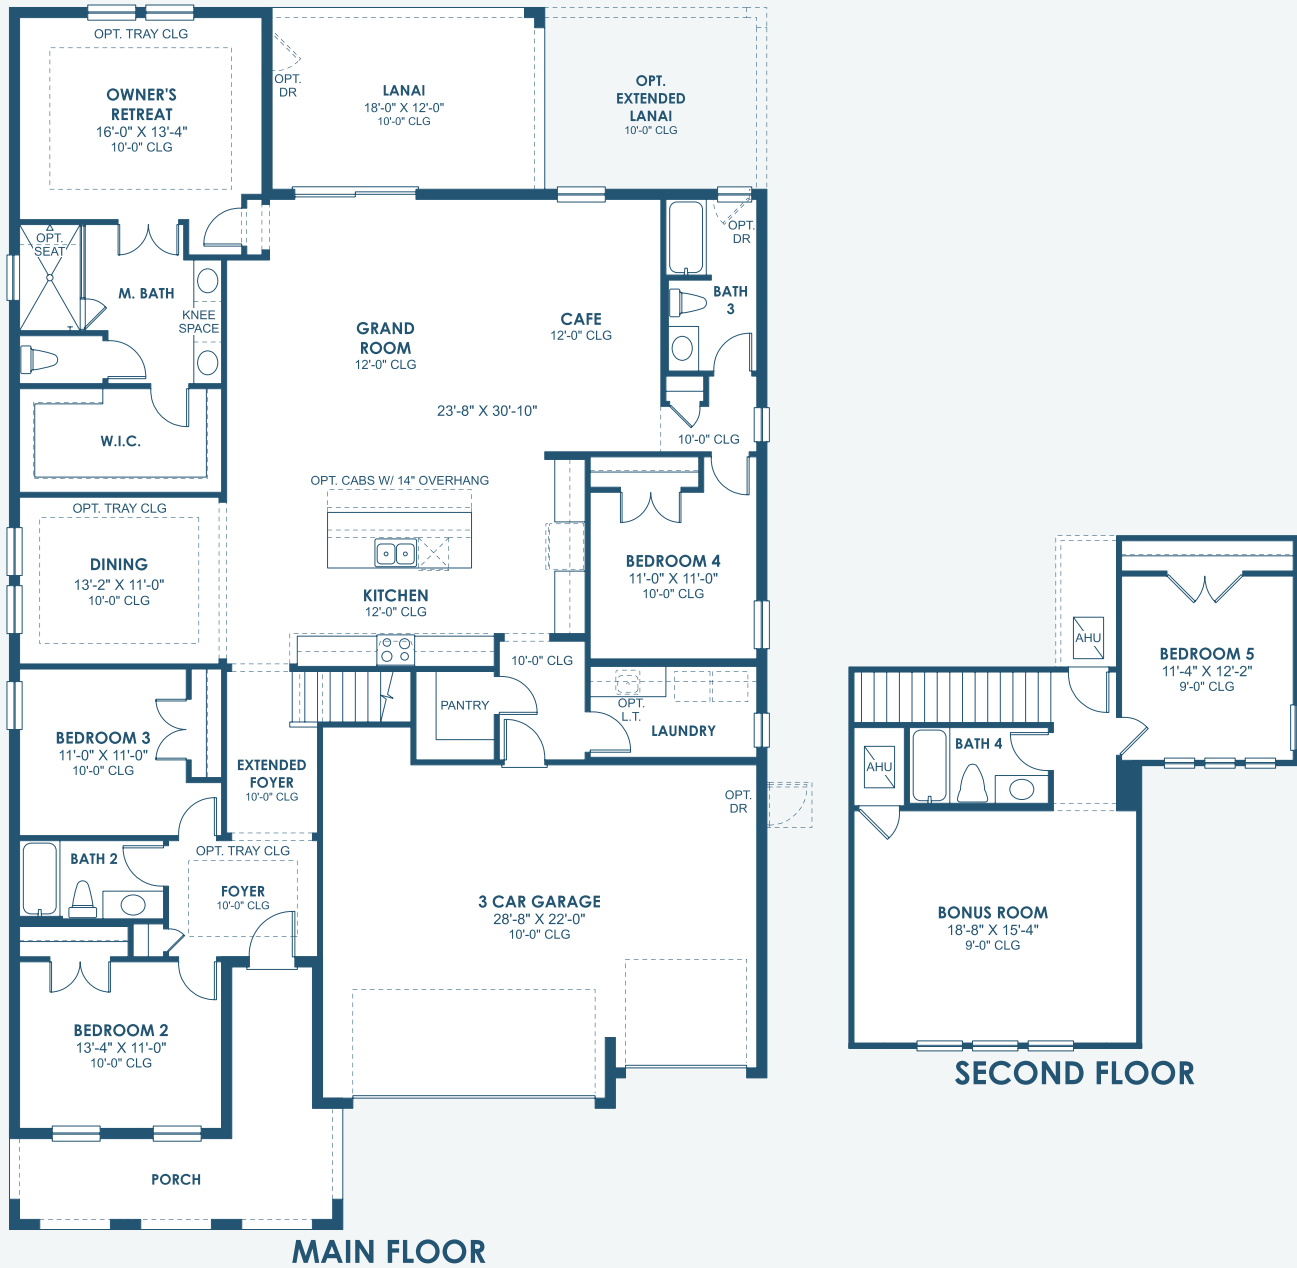 OPT. TRAY CLG
OWNER'S
RETREAT
16'-0" X 13'-4"
10'-0" CLG
OPT.
DR
LANAI
18'-0" X 12'-0"
10'-0" CLG
OPT.
EXTENDED
LANAI
10'-0" CLG
OPT.
SEAT
M. BATH
KNEE
SPACE
W.I.C.
GRAND
ROOM
12'-0" CLG
CAFE
12'-0" CLG
23'-8" X 30'-10"
OPT.
DR
BATH
3
10'-0" CLG
OPT. CABS W/ 14" OVERHANG
KITCHEN
12'-0" CLG
OPT. TRAY CLG
DINING
13'-2" X 11'-0"
10'-0" CLG
BEDROOM 4
11'-0" X 11'-0"
10'-0" CLG
10'-0" CLG
PANTRY
OPT.
L.T.
LAUNDRY
BEDROOM 3
11'-0" X 11'-0"
10'-0" CLG
EXTENDED
FOYER
10'-0" CLG
OPT.
DR
BATH 2
OPT. TRAY CLG
FOYER
10'-0" CLG
3 CAR GARAGE
28'-8" X 22'-0"
10'-0" CLG
BEDROOM 2
13'-4" X 11'-0"
10'-0" CLG
PORCH
MAIN FLOOR
AHU
BEDROOM 5
11'-4" X 12'-2"
9'-0" CLG
BATH 4
AHU
BONUS ROOM
18'-8" X 15'-4"
9'-0" CLG
SECOND FLOOR